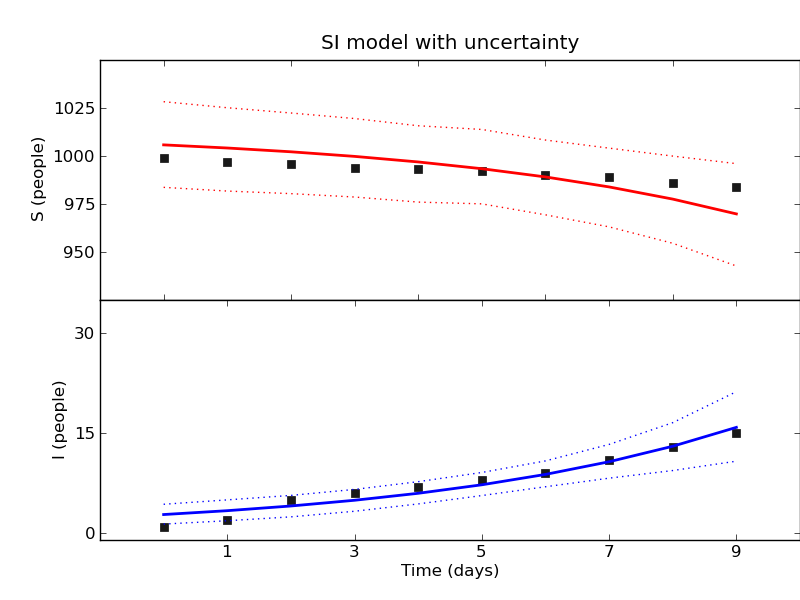 SI model with uncertainty
1025
1000
975
950
S (people)
30
15
0
I (people)
1 3 5 7 9
Time (days)